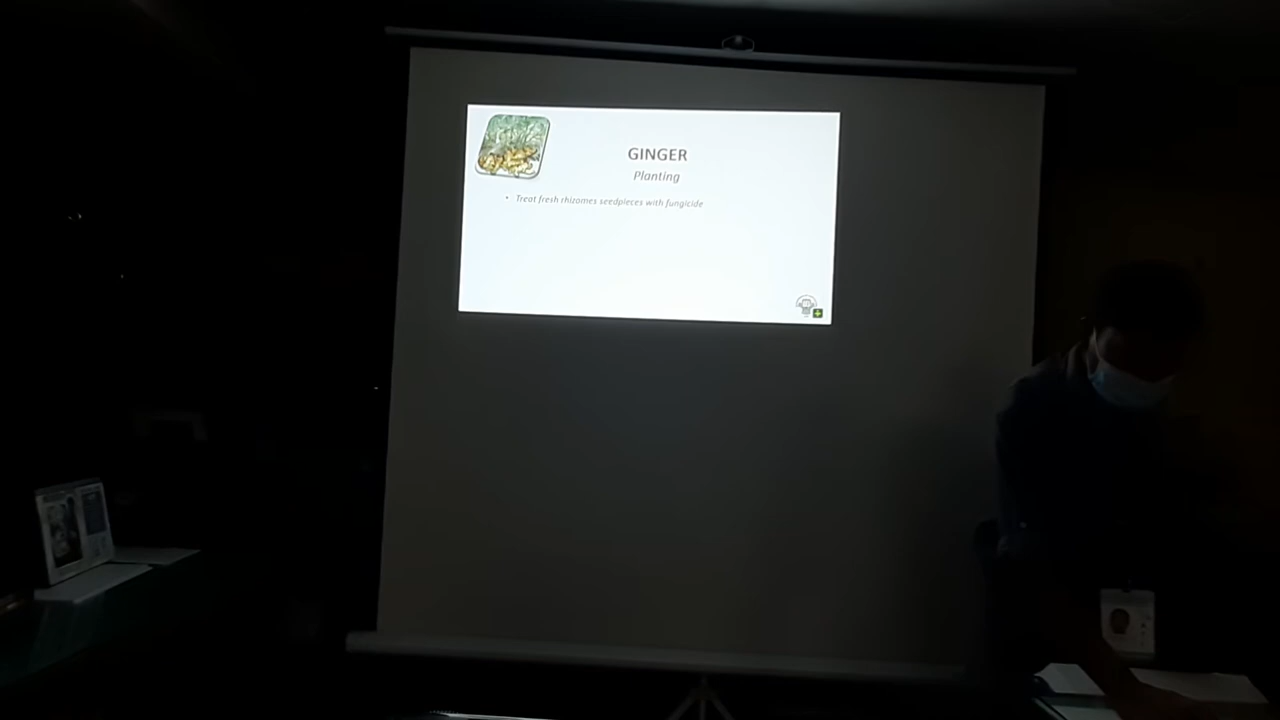 GINGER
Planting
• Treat fresh rhizomes seedpieces with fungicide